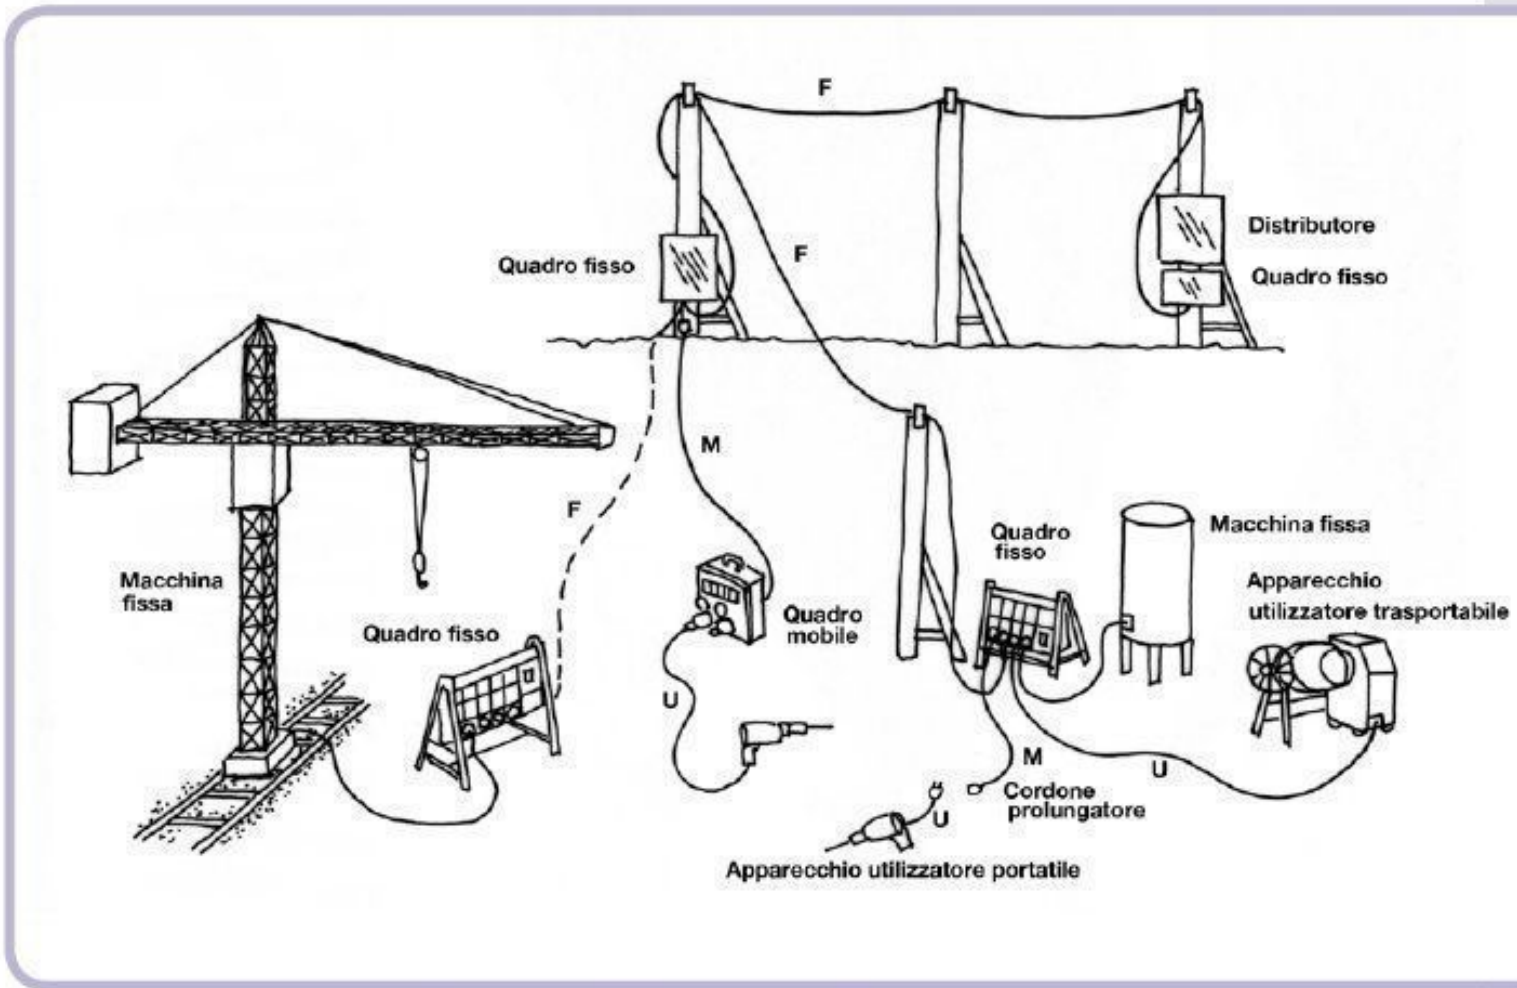 F
Distributore
Quadro fisso
F
Quadro fisso
M
F
Macchina
fissa
Quadro fisso
Quadro
mobile
U
Quadro
fisso
Macchina fissa
Apparecchio
utilizzatore trasportabile
M
U
Cordone
prolungatore
U
Apparecchio utilizzatore portatile